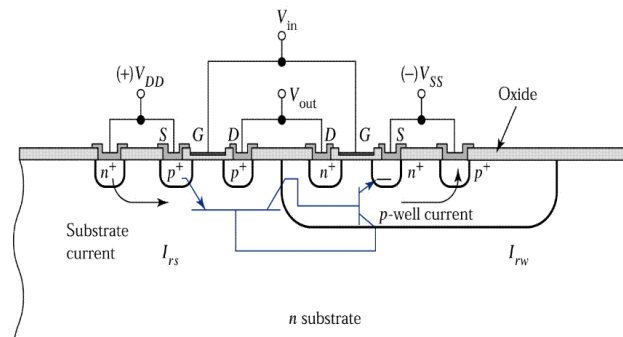 V_in
(+)V_DD
V_out
(−)V_SS
Oxide
S G D D G S
n+ p+ p+ n+ n+ p+
Substrate
current
I_rs
p-well current
I_rw
n substrate